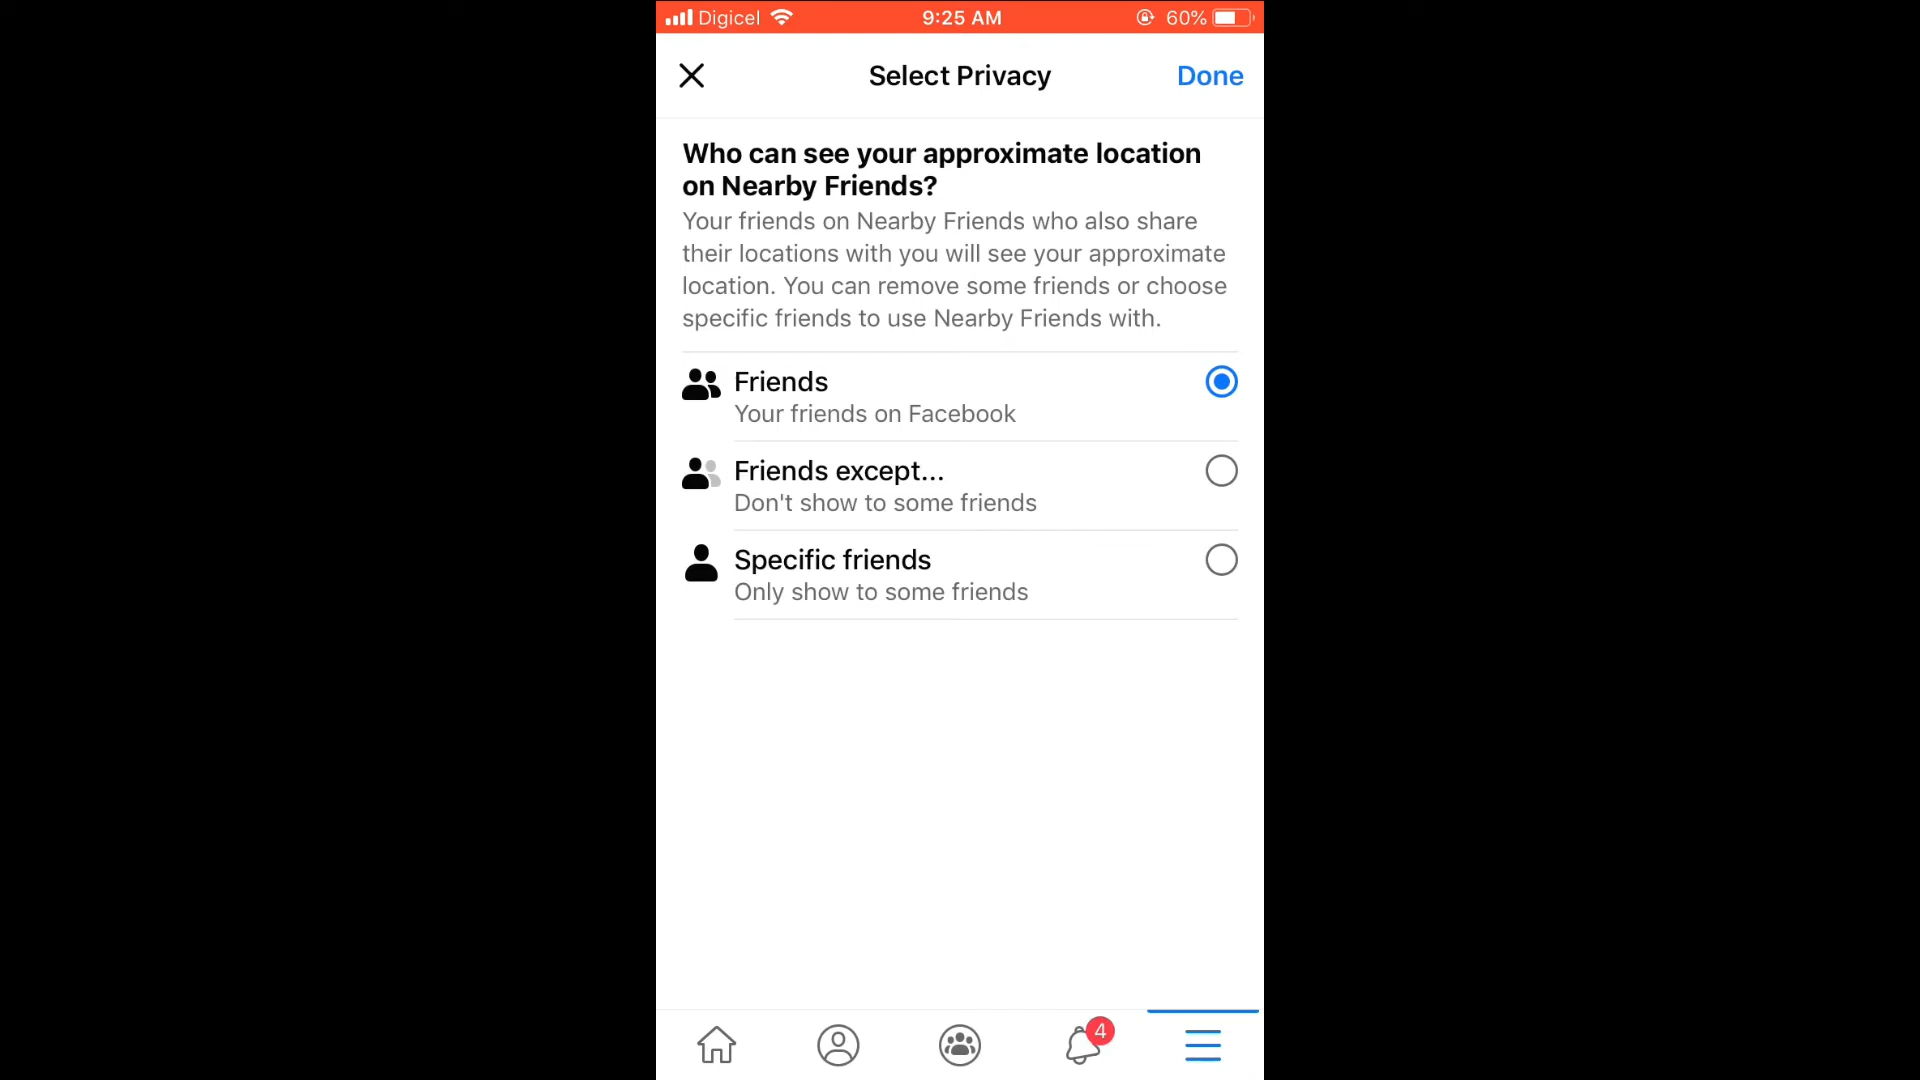 Digicel 9:25 AM 60%
Select Privacy Done
Who can see your approximate location
on Nearby Friends?
Your friends on Nearby Friends who also share
their locations with you will see your approximate
location. You can remove some friends or choose
specific friends to use Nearby Friends with.
Friends
Your friends on Facebook
Friends except...
Don't show to some friends
Specific friends
Only show to some friends
4